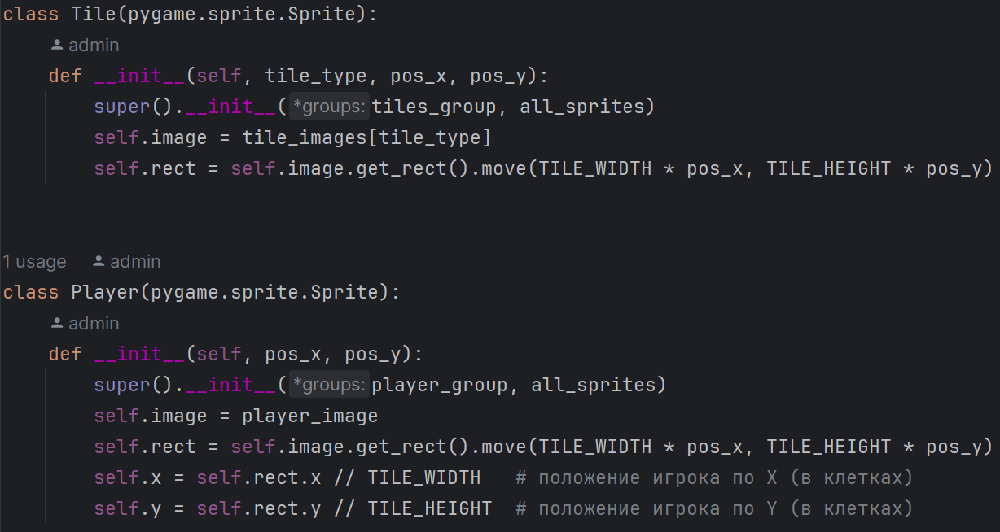 class Tile(pygame.sprite.Sprite):
admin
def __init__(self, tile_type, pos_x, pos_y):
super().__init__(*groups: tiles_group, all_sprites)
self.image = tile_images[tile_type]
self.rect = self.image.get_rect().move(TILE_WIDTH * pos_x, TILE_HEIGHT * pos_y)
1 usage admin
class Player(pygame.sprite.Sprite):
admin
def __init__(self, pos_x, pos_y):
super().__init__(*groups: player_group, all_sprites)
self.image = player_image
self.rect = self.image.get_rect().move(TILE_WIDTH * pos_x, TILE_HEIGHT * pos_y)
self.x = self.rect.x // TILE_WIDTH # положение игрока по X (в клетках)
self.y = self.rect.y // TILE_HEIGHT # положение игрока по Y (в клетках)